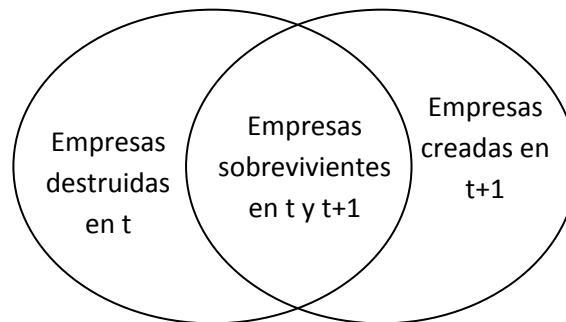 Empresas
destruidas
en t
Empresas
sobrevivientes
en t y t+1
Empresas
creadas en
t+1